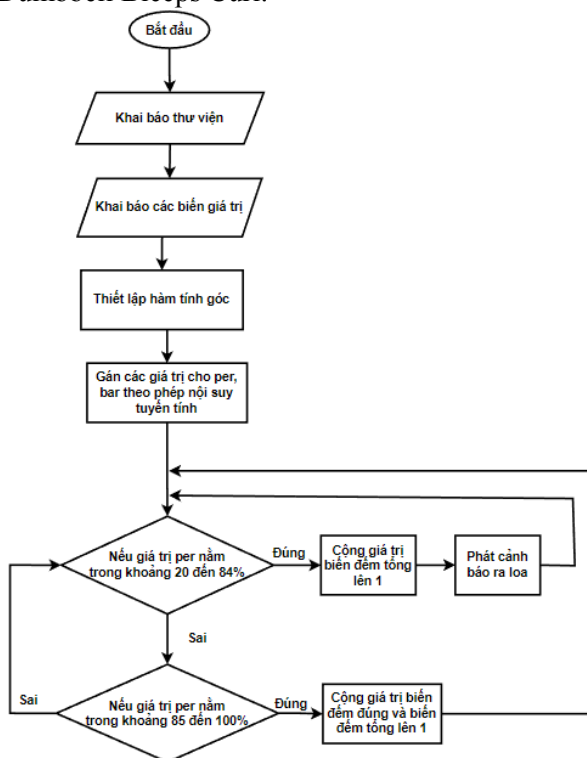 Dumbbell Biceps Curl.
Bắt đầu
Khai báo thư viện
Khai báo các biến giá trị
Thiết lập hàm tính góc
Gán các giá trị cho per,
bar theo phép nội suy
tuyến tính
Nếu giá trị per nằm
trong khoảng 20 đến 84%
Đúng
Cộng giá trị
biến đếm tổng
lên 1
Phát cảnh
báo ra loa
Sai
Sai
Nếu giá trị per nằm
trong khoảng 85 đến 100%
Đúng
Cộng giá trị biến
đếm đúng và biến
đếm tổng lên 1